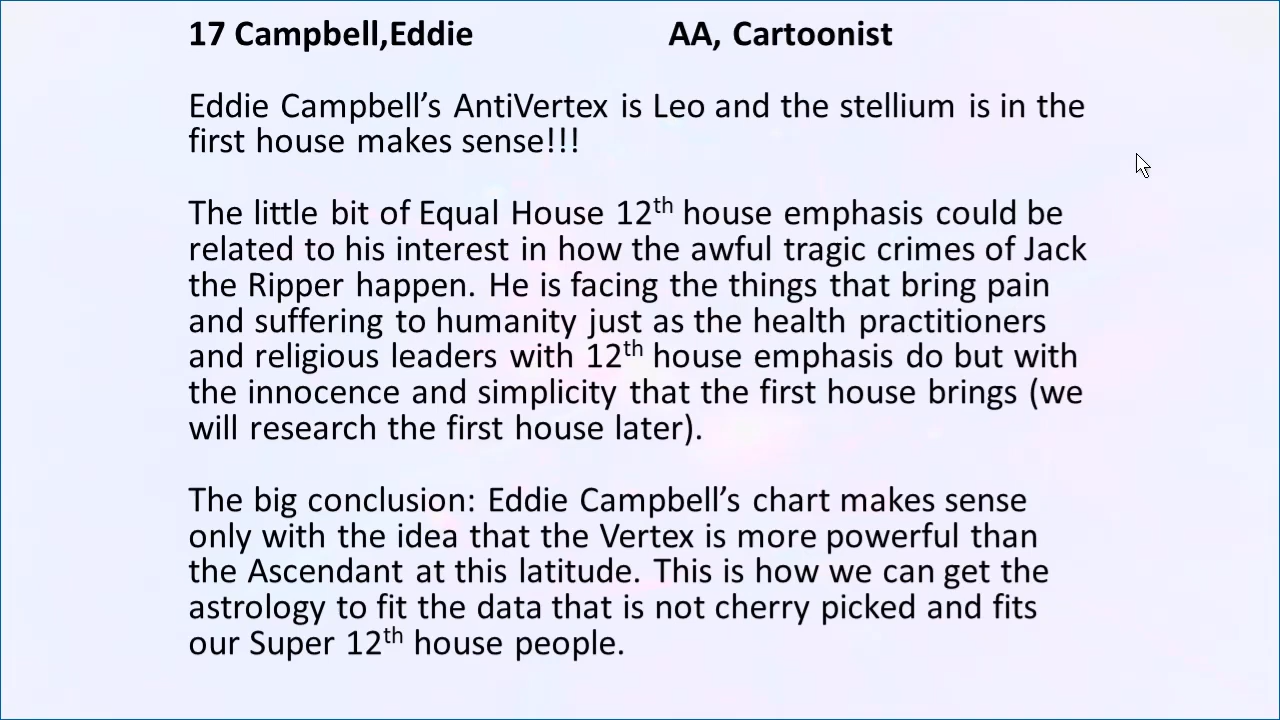 17 Campbell,Eddie AA, Cartoonist
Eddie Campbell’s AntiVertex is Leo and the stellium is in the
first house makes sense!!!
The little bit of Equal House 12th house emphasis could be
related to his interest in how the awful tragic crimes of Jack
the Ripper happen. He is facing the things that bring pain
and suffering to humanity just as the health practitioners
and religious leaders with 12th house emphasis do but with
the innocence and simplicity that the first house brings (we
will research the first house later).
The big conclusion: Eddie Campbell’s chart makes sense
only with the idea that the Vertex is more powerful than
the Ascendant at this latitude. This is how we can get the
astrology to fit the data that is not cherry picked and fits
our Super 12th house people.